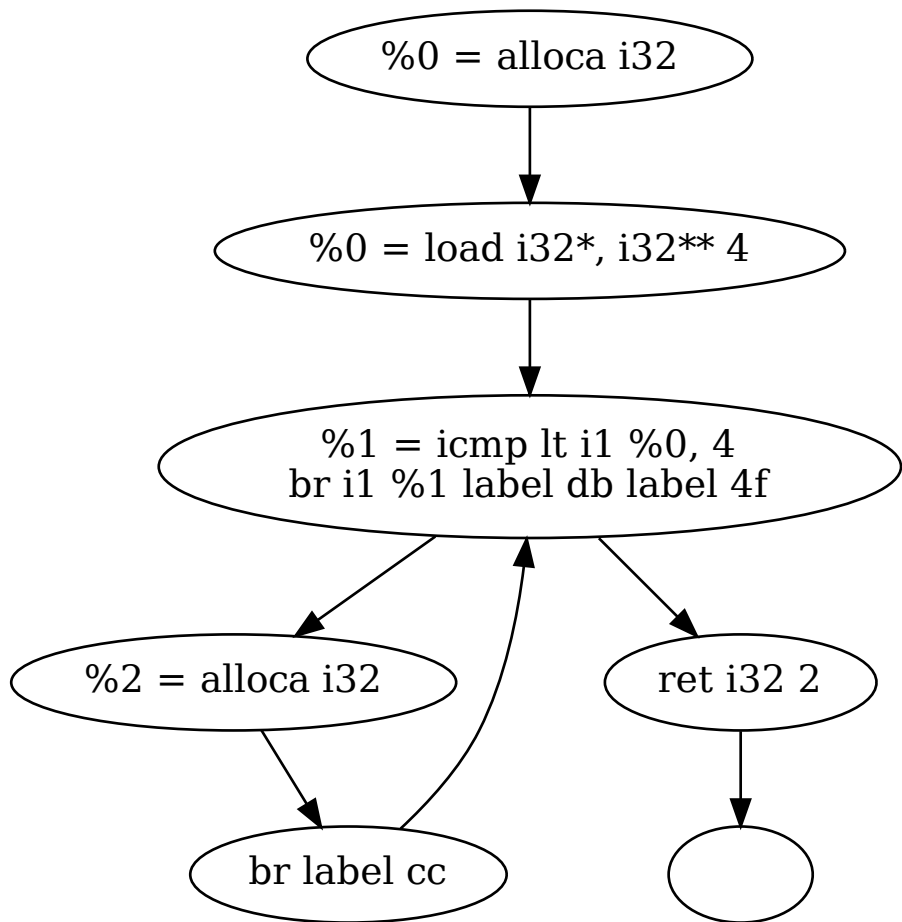 %0 = alloca i32
%0 = load i32*, i32** 4
%1 = icmp lt i1 %0, 4
br i1 %1 label db label 4f
%2 = alloca i32
ret i32 2
br label cc